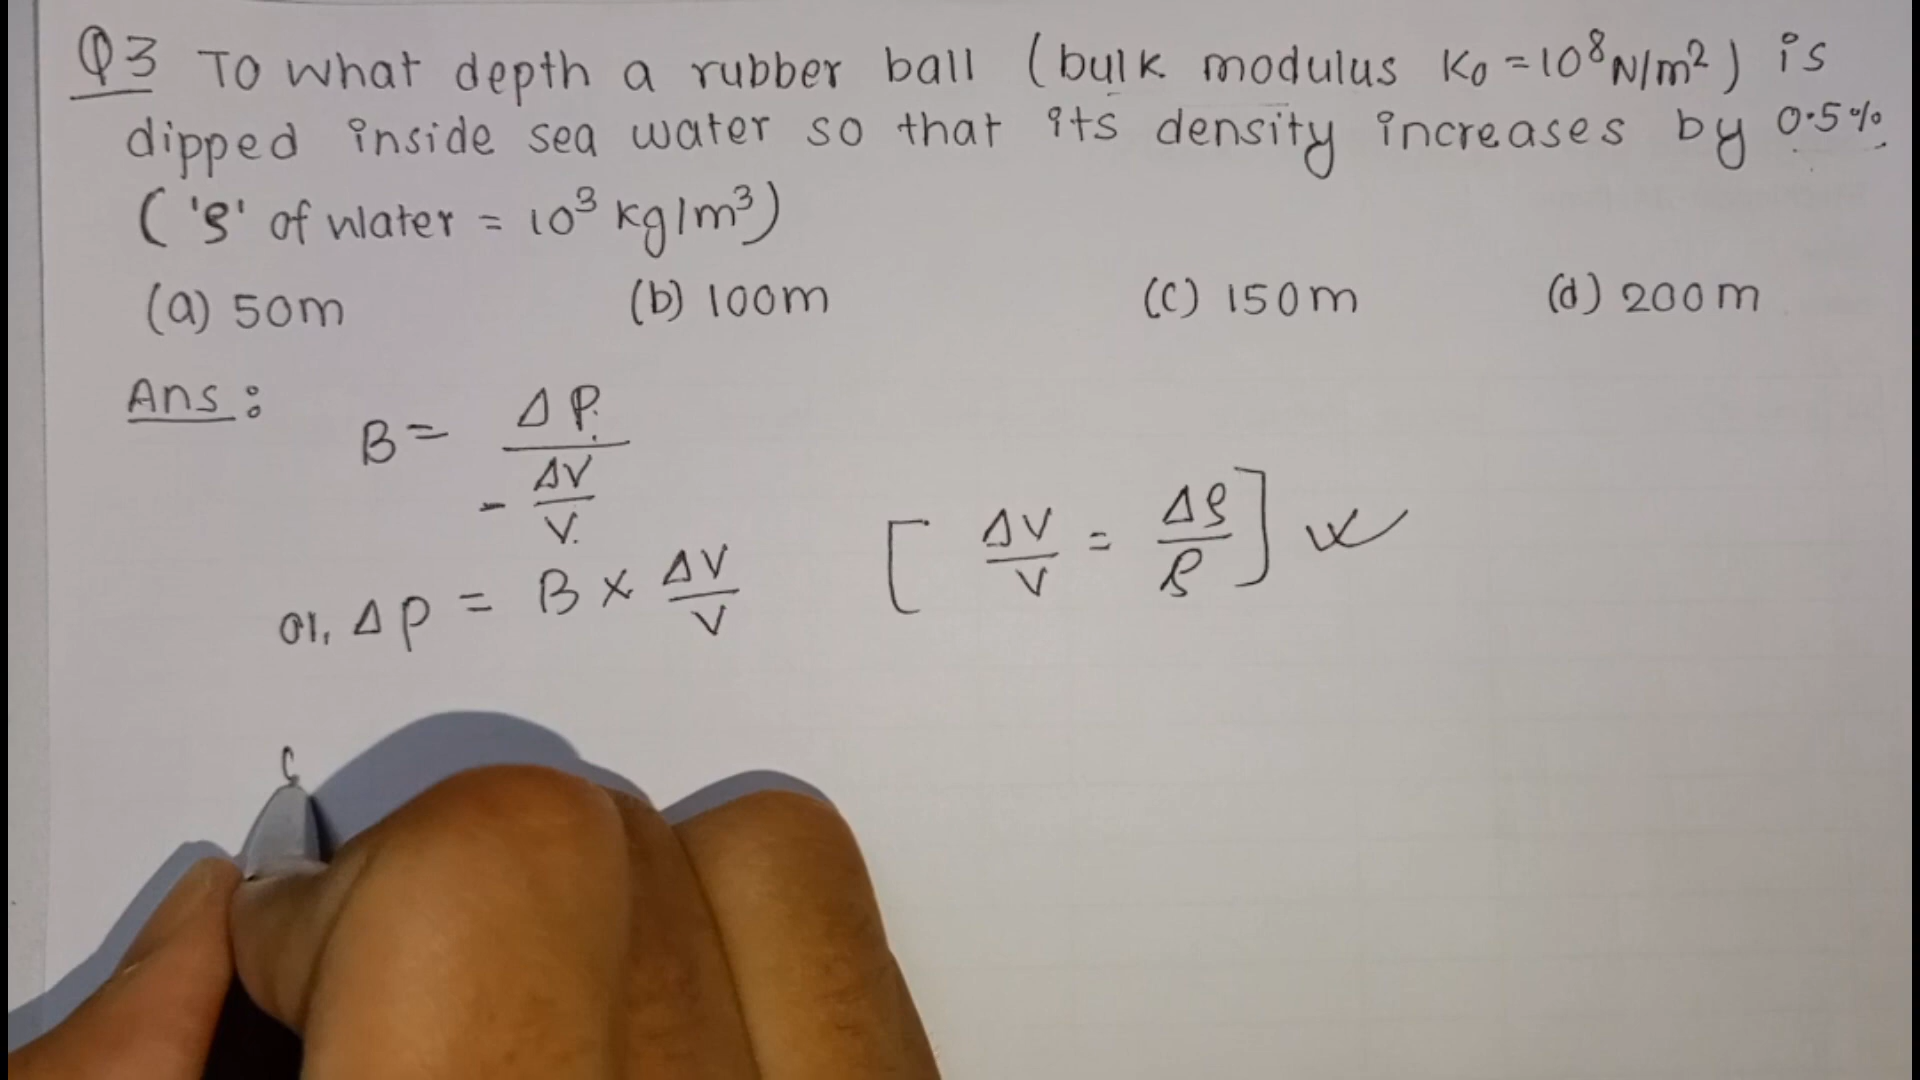 Q3 To what depth a rubber ball (bulk modulus K₀ = 10⁸ N/m²) is
dipped inside sea water so that its density increases by 0.5%.
('ρ' of water = 10³ kg/m³)
(a) 50m (b) 100m (c) 150m (d) 200m
Ans: B = ΔP / - ΔV/V
or, ΔP = B × ΔV/V [ ΔV/V = Δρ/ρ ]